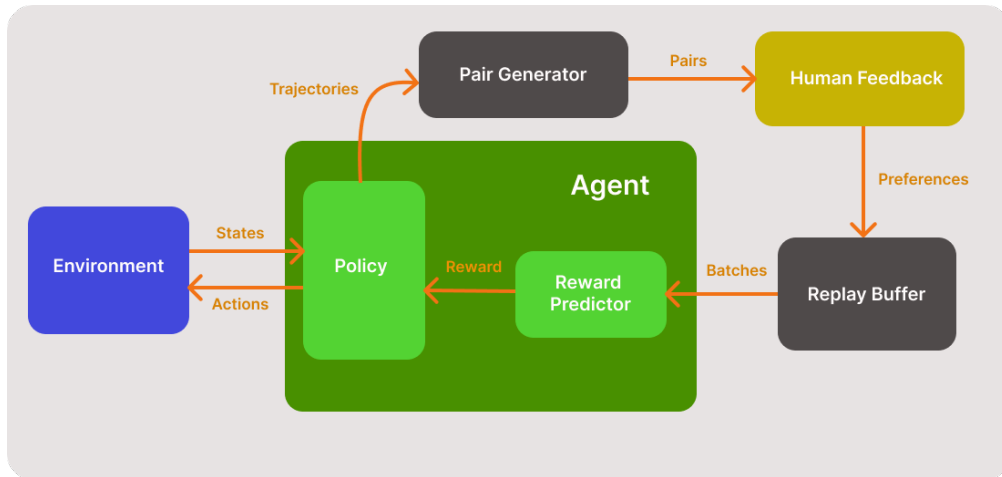 Pair Generator
Pairs
Human Feedback
Trajectories
Agent
Preferences
States
Environment
Policy
Reward
Reward
Predictor
Batches
Replay Buffer
Actions